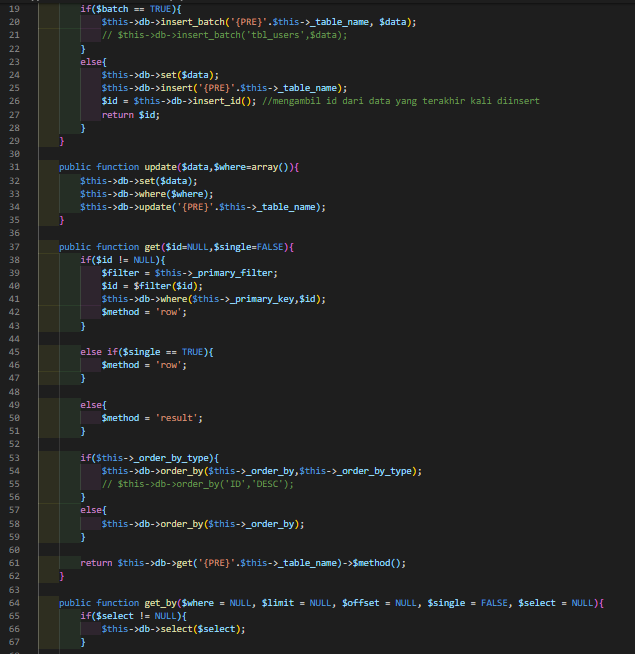 19 if($batch == TRUE){
20 $this->db->insert_batch('{PRE}'.$this->_table_name, $data);
21 // $this->db->insert_batch('tbl_users',$data);
22 }
23 else{
24 $this->db->set($data);
25 $this->db->insert('{PRE}'.$this->_table_name);
26 $id = $this->db->insert_id(); //mengambil id dari data yang terakhir kali diinsert
27 return $id;
28 }
29 }
30
31 public function update($data,$where=array()){
32 $this->db->set($data);
33 $this->db->where($where);
34 $this->db->update('{PRE}'.$this->_table_name);
35 }
36
37 public function get($id=NULL,$single=FALSE){
38 if($id != NULL){
39 $filter = $this->_primary_filter;
40 $id = $filter($id);
41 $this->db->where($this->_primary_key,$id);
42 $method = 'row';
43 }
44
45 else if($single == TRUE){
46 $method = 'row';
47 }
48
49 else{
50 $method = 'result';
51 }
52
53 if($this->_order_by_type){
54 $this->db->order_by($this->_order_by,$this->_order_by_type);
55 // $this->db->order_by('ID','DESC');
56 }
57 else{
58 $this->db->order_by($this->_order_by);
59 }
60
61 return $this->db->get('{PRE}'.$this->_table_name)->$method();
62 }
63
64 public function get_by($where = NULL, $limit = NULL, $offset = NULL, $single = FALSE, $select = NULL){
65 if($select != NULL){
66 $this->db->select($select);
67 }